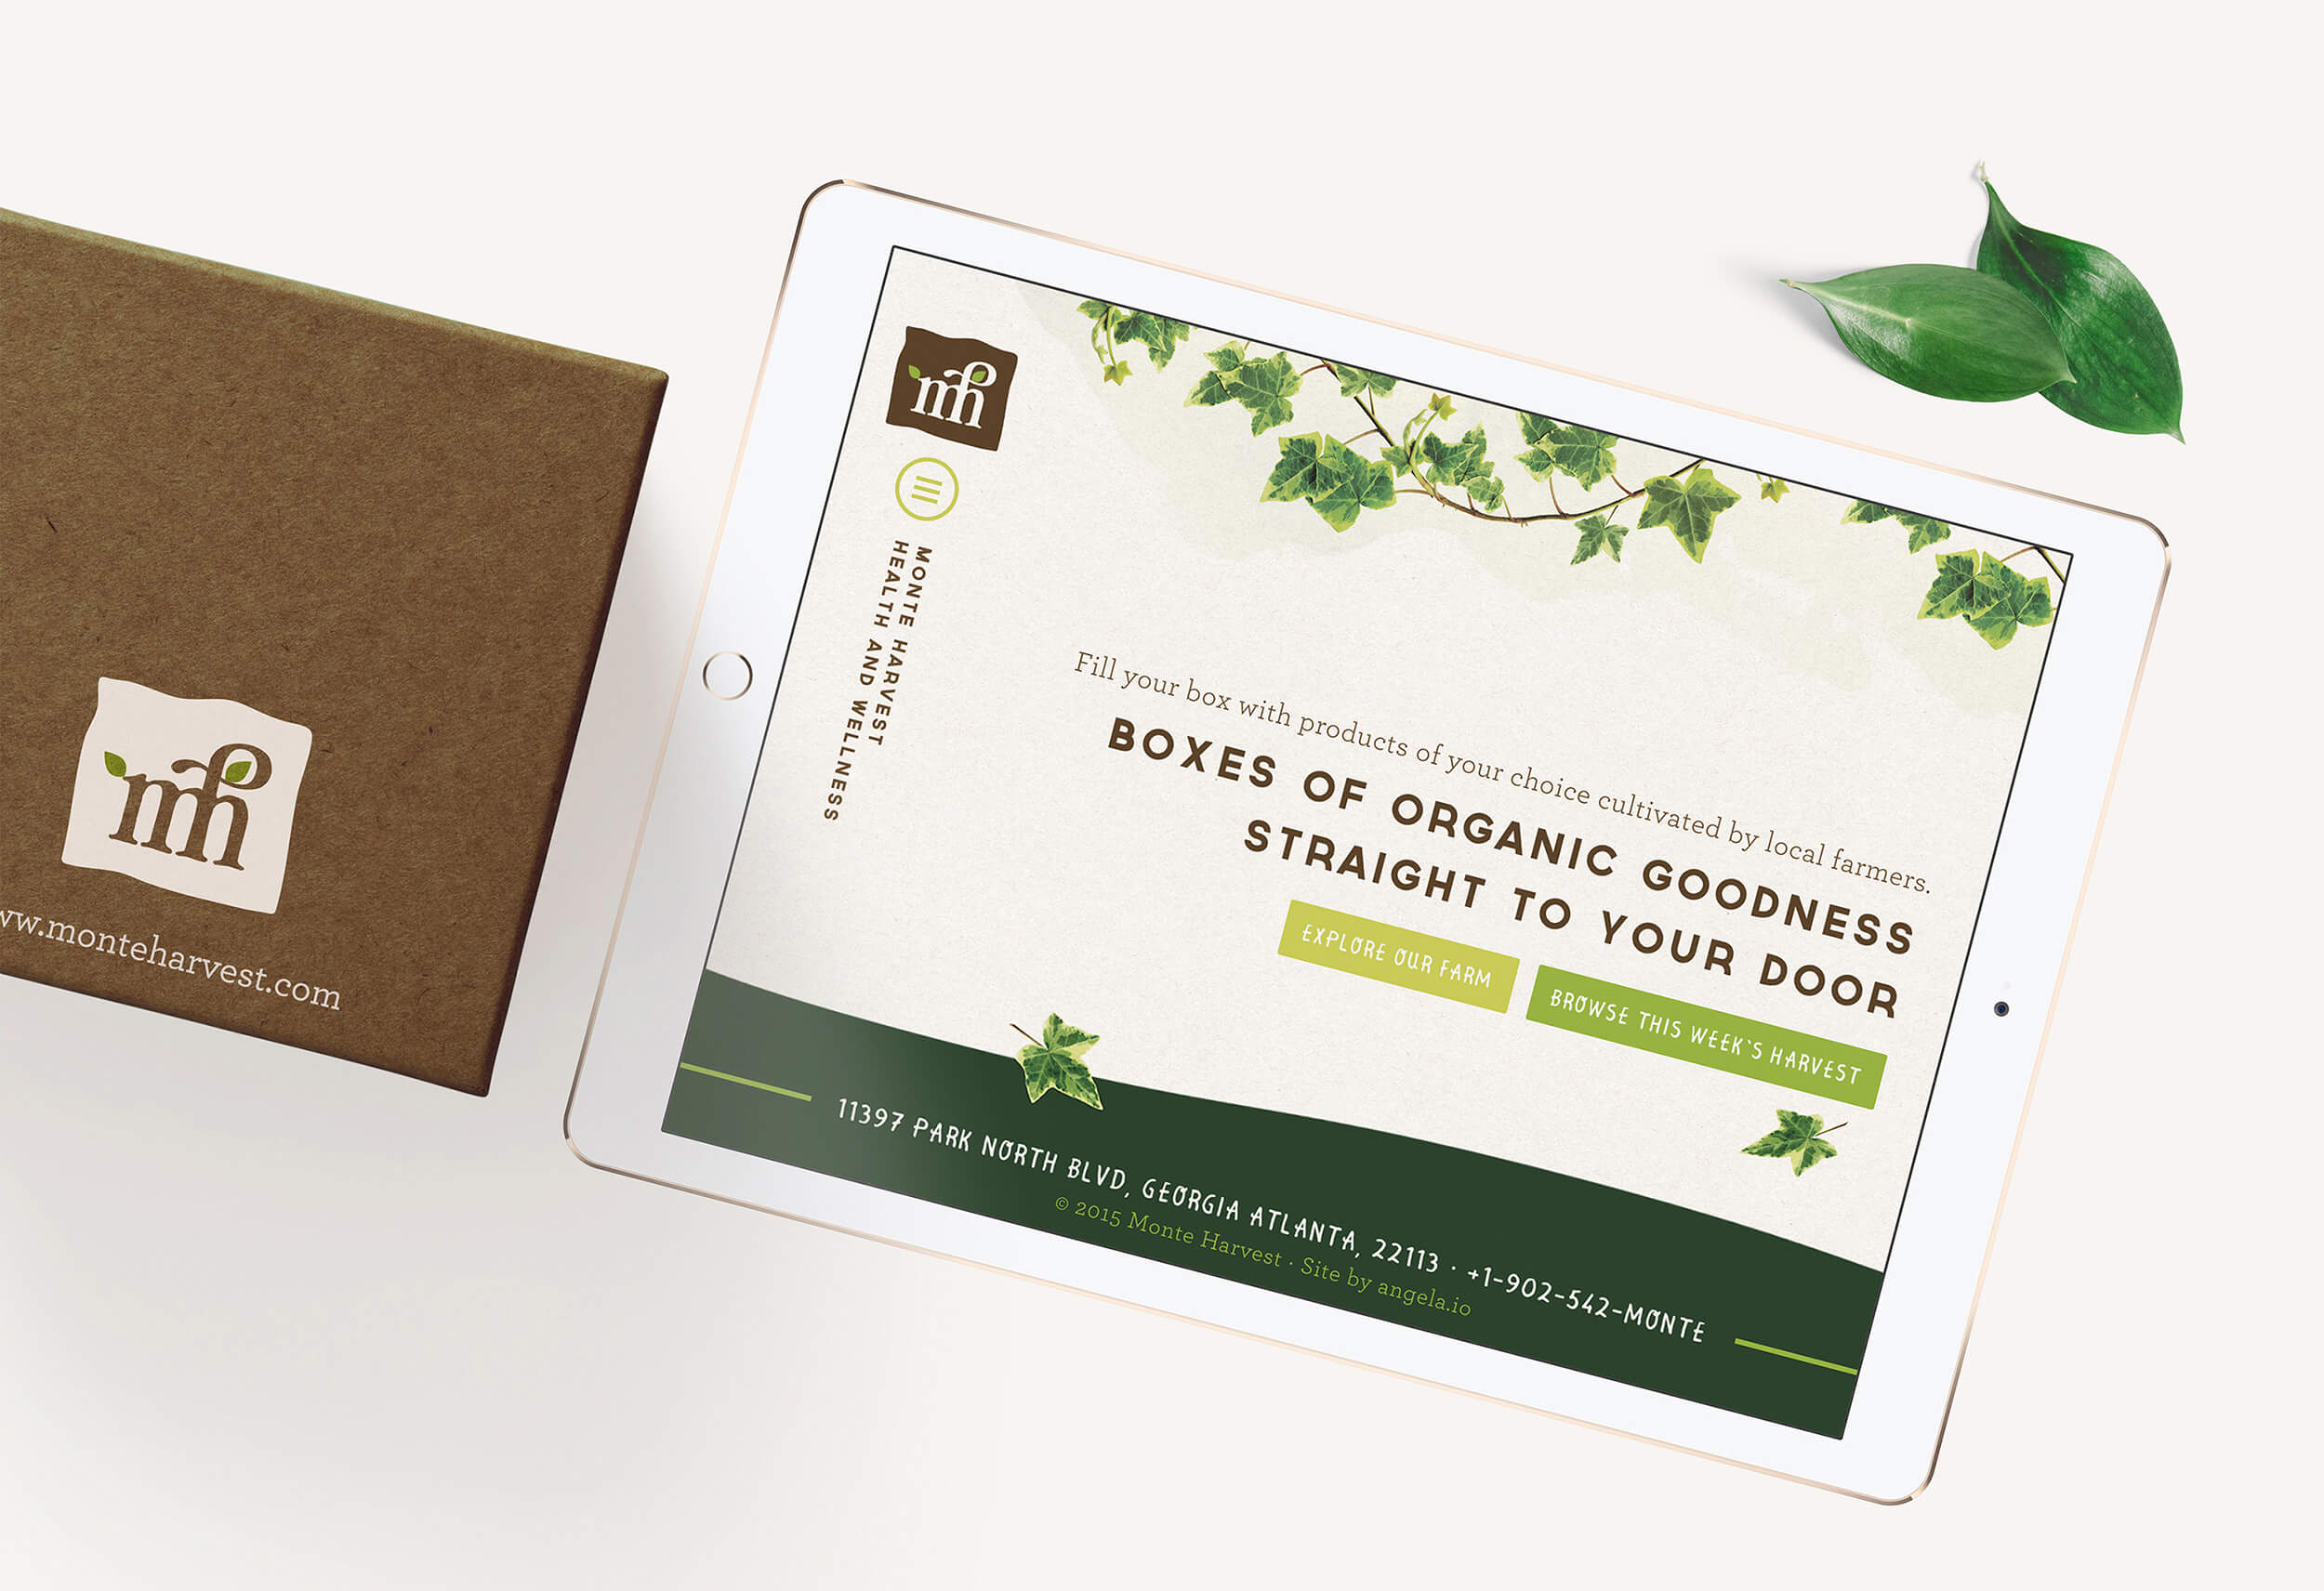 mh
www.monteharvest.com
mh
MONTE HARVEST
HEALTH AND WELLNESS
Fill your box with products of your choice cultivated by local farmers.
BOXES OF ORGANIC GOODNESS
STRAIGHT TO YOUR DOOR
EXPLORE OUR FARM
BROWSE THIS WEEK'S HARVEST
11397 PARK NORTH BLVD, GEORGIA ATLANTA, 22113 · +1-902-542-MONTE
© 2015 Monte Harvest · Site by angela.io